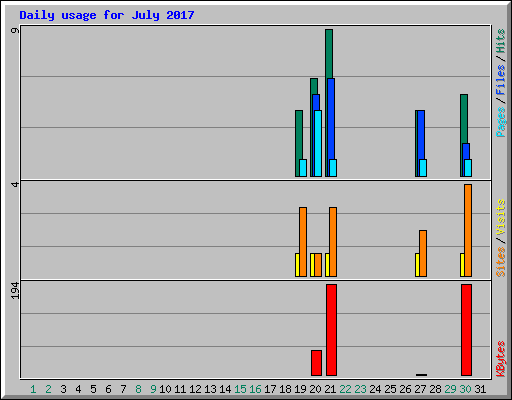 Daily usage for July 2017
9
Pages / Files / Hits
4
Sites / Visits
194
KBytes
1 2 3 4 5 6 7 8 9 10 11 12 13 14 15 16 17 18 19 20 21 22 23 24 25 26 27 28 29 30 31